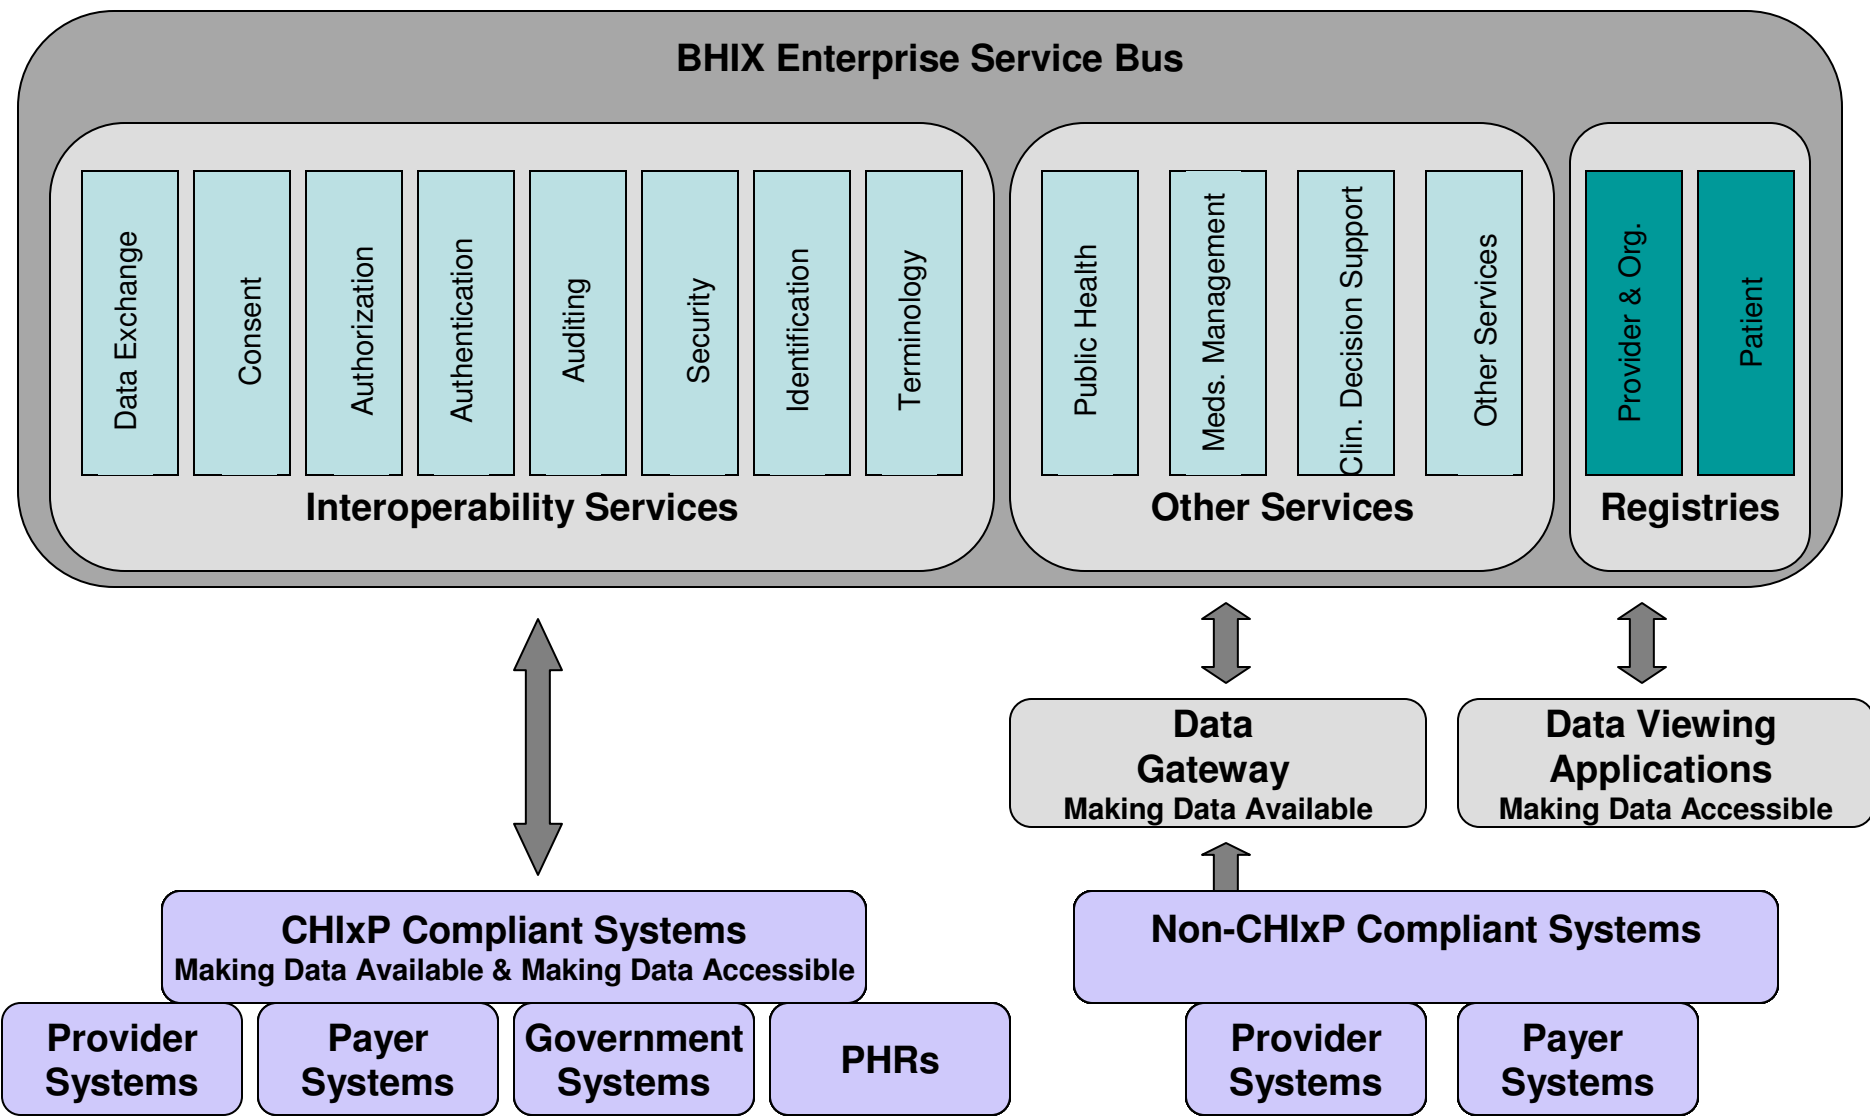 BHIX Enterprise Service Bus
Data Exchange
Consent
Authorization
Authentication
Auditing
Security
Identification
Terminology
Interoperability Services
Public Health
Meds. Management
Clin. Decision Support
Other Services
Other Services
Provider & Org.
Patient
Registries
Data
Gateway
Making Data Available
Data Viewing
Applications
Making Data Accessible
CHIxP Compliant Systems
Making Data Available & Making Data Accessible
Provider
Systems
Payer
Systems
Government
Systems
PHRs
Non-CHIxP Compliant Systems
Provider
Systems
Payer
Systems